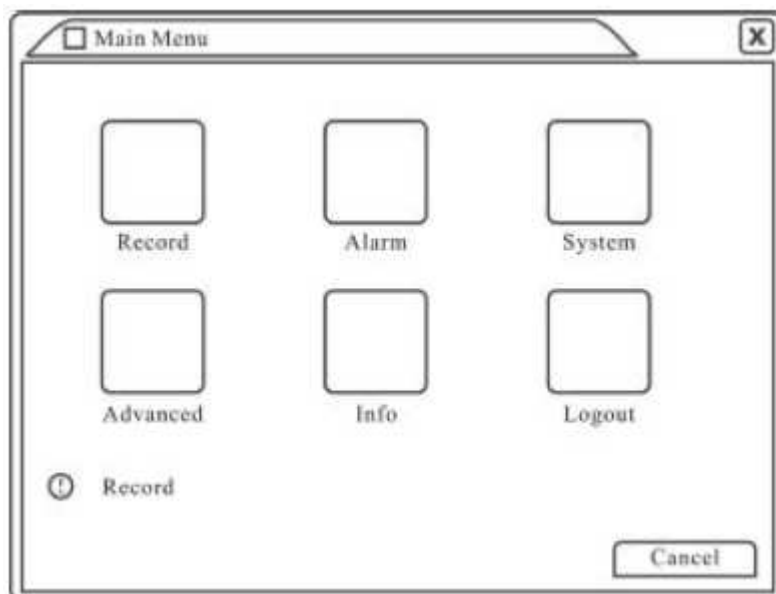 Main Menu
X
Record Alarm System
Advanced Info Logout
! Record
Cancel